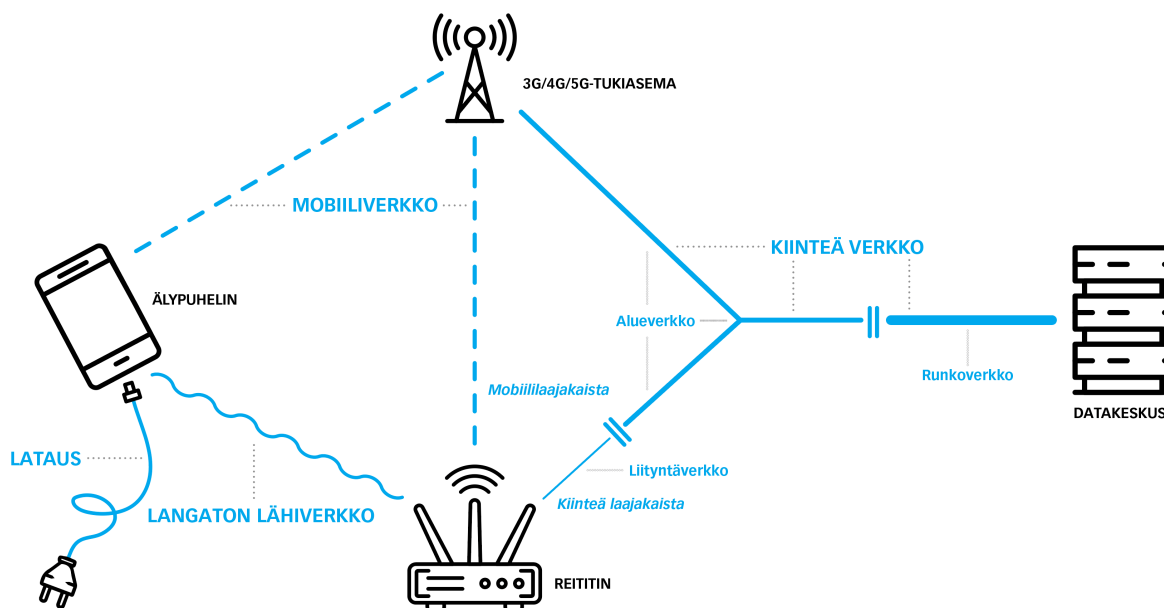 3G/4G/5G-TUKIASEMA
MOBIILIVERKKO
KIINTEÄ VERKKO
ÄLYPUHELIN
Alueverkko
Runkoverkko
Mobiililaajakaista
DATAKESKUS
LATAUS
Liityntäverkko
Kiinteä laajakaista
LANGATON LÄHIVERKKO
REITITIN